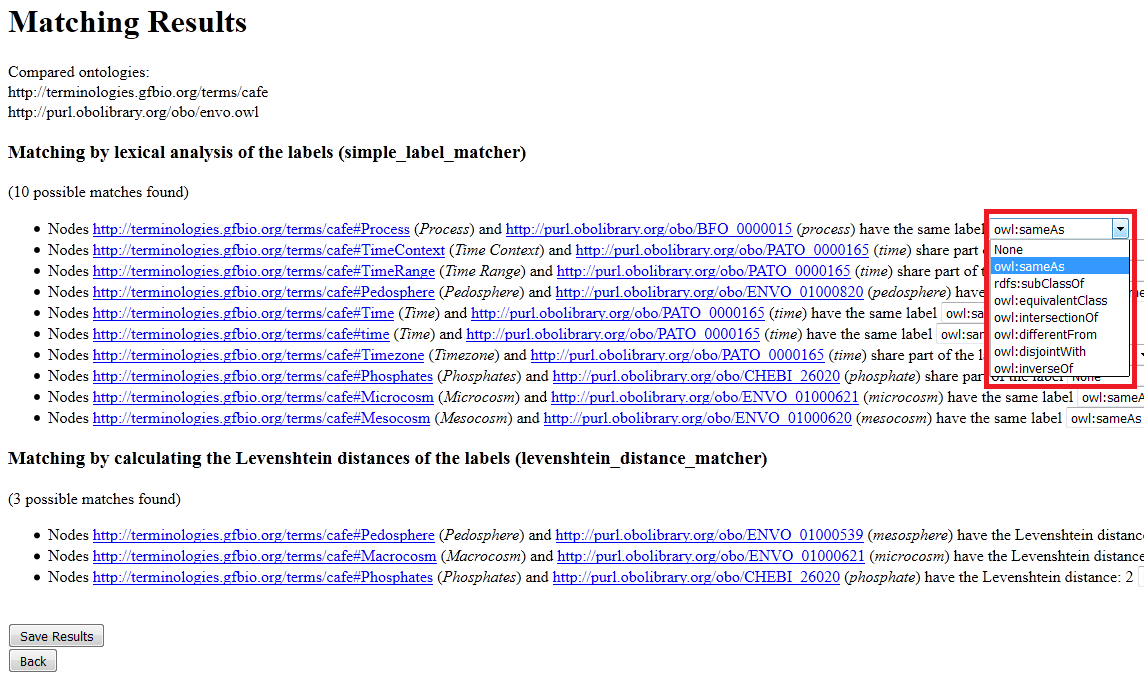 Matching Results
Compared ontologies:
http://terminologies.gfbio.org/terms/cafe
http://purl.obolibrary.org/obo/envo.owl
Matching by lexical analysis of the labels (simple_label_matcher)
(10 possible matches found)
Nodes http://terminologies.gfbio.org/terms/cafe#Process (Process) and http://purl.obolibrary.org/obo/BFO_0000015 (process) have the same label owl:sameAs
Nodes http://terminologies.gfbio.org/terms/cafe#TimeContext (Time Context) and http://purl.obolibrary.org/obo/PATO_0000165 (time) share part
Nodes http://terminologies.gfbio.org/terms/cafe#TimeRange (Time Range) and http://purl.obolibrary.org/obo/PATO_0000165 (time) share part of
Nodes http://terminologies.gfbio.org/terms/cafe#Pedosphere (Pedosphere) and http://purl.obolibrary.org/obo/ENVO_01000820 (pedosphere) have
Nodes http://terminologies.gfbio.org/terms/cafe#Time (Time) and http://purl.obolibrary.org/obo/PATO_0000165 (time) have the same label owl:sa
Nodes http://terminologies.gfbio.org/terms/cafe#time (Time) and http://purl.obolibrary.org/obo/PATO_0000165 (time) have the same label owl:sam
Nodes http://terminologies.gfbio.org/terms/cafe#Timezone (Timezone) and http://purl.obolibrary.org/obo/PATO_0000165 (time) share part of the
Nodes http://terminologies.gfbio.org/terms/cafe#Phosphates (Phosphates) and http://purl.obolibrary.org/obo/CHEBI_26020 (phosphate) share part of the label None
Nodes http://terminologies.gfbio.org/terms/cafe#Microcosm (Microcosm) and http://purl.obolibrary.org/obo/ENVO_01000621 (microcosm) have the same label owl:sameA
Nodes http://terminologies.gfbio.org/terms/cafe#Mesocosm (Mesocosm) and http://purl.obolibrary.org/obo/ENVO_01000620 (mesocosm) have the same label owl:sameAs
None
owl:sameAs
rdfs:subClassOf
owl:equivalentClass
owl:intersectionOf
owl:differentFrom
owl:disjointWith
owl:inverseOf
Matching by calculating the Levenshtein distances of the labels (levenshtein_distance_matcher)
(3 possible matches found)
Nodes http://terminologies.gfbio.org/terms/cafe#Pedosphere (Pedosphere) and http://purl.obolibrary.org/obo/ENVO_01000539 (mesosphere) have the Levenshtein distanc
Nodes http://terminologies.gfbio.org/terms/cafe#Macrocosm (Macrocosm) and http://purl.obolibrary.org/obo/ENVO_01000621 (microcosm) have the Levenshtein distance
Nodes http://terminologies.gfbio.org/terms/cafe#Phosphates (Phosphates) and http://purl.obolibrary.org/obo/CHEBI_26020 (phosphate) have the Levenshtein distance: 2
Save Results
Back